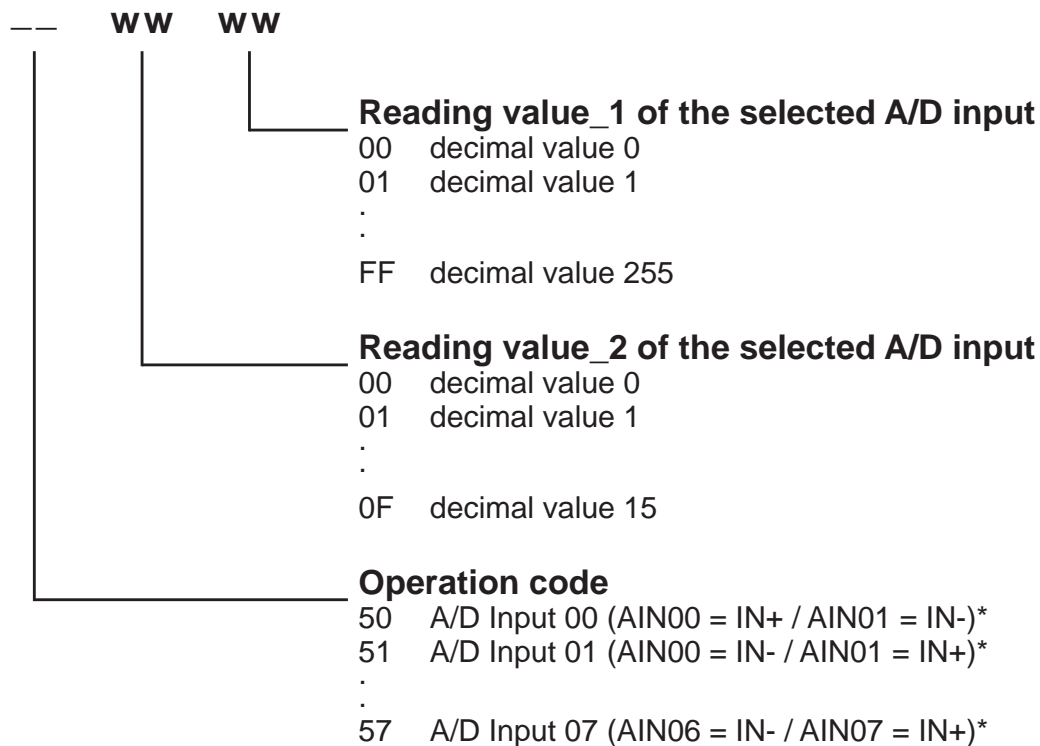 __ WW WW
Reading value_1 of the selected A/D input
00 decimal value 0
01 decimal value 1
.
.
FF decimal value 255
Reading value_2 of the selected A/D input
00 decimal value 0
01 decimal value 1
.
.
0F decimal value 15
Operation code
50 A/D Input 00 (AIN00 = IN+ / AIN01 = IN-)*
51 A/D Input 01 (AIN00 = IN- / AIN01 = IN+)*
.
.
57 A/D Input 07 (AIN06 = IN- / AIN07 = IN+)*